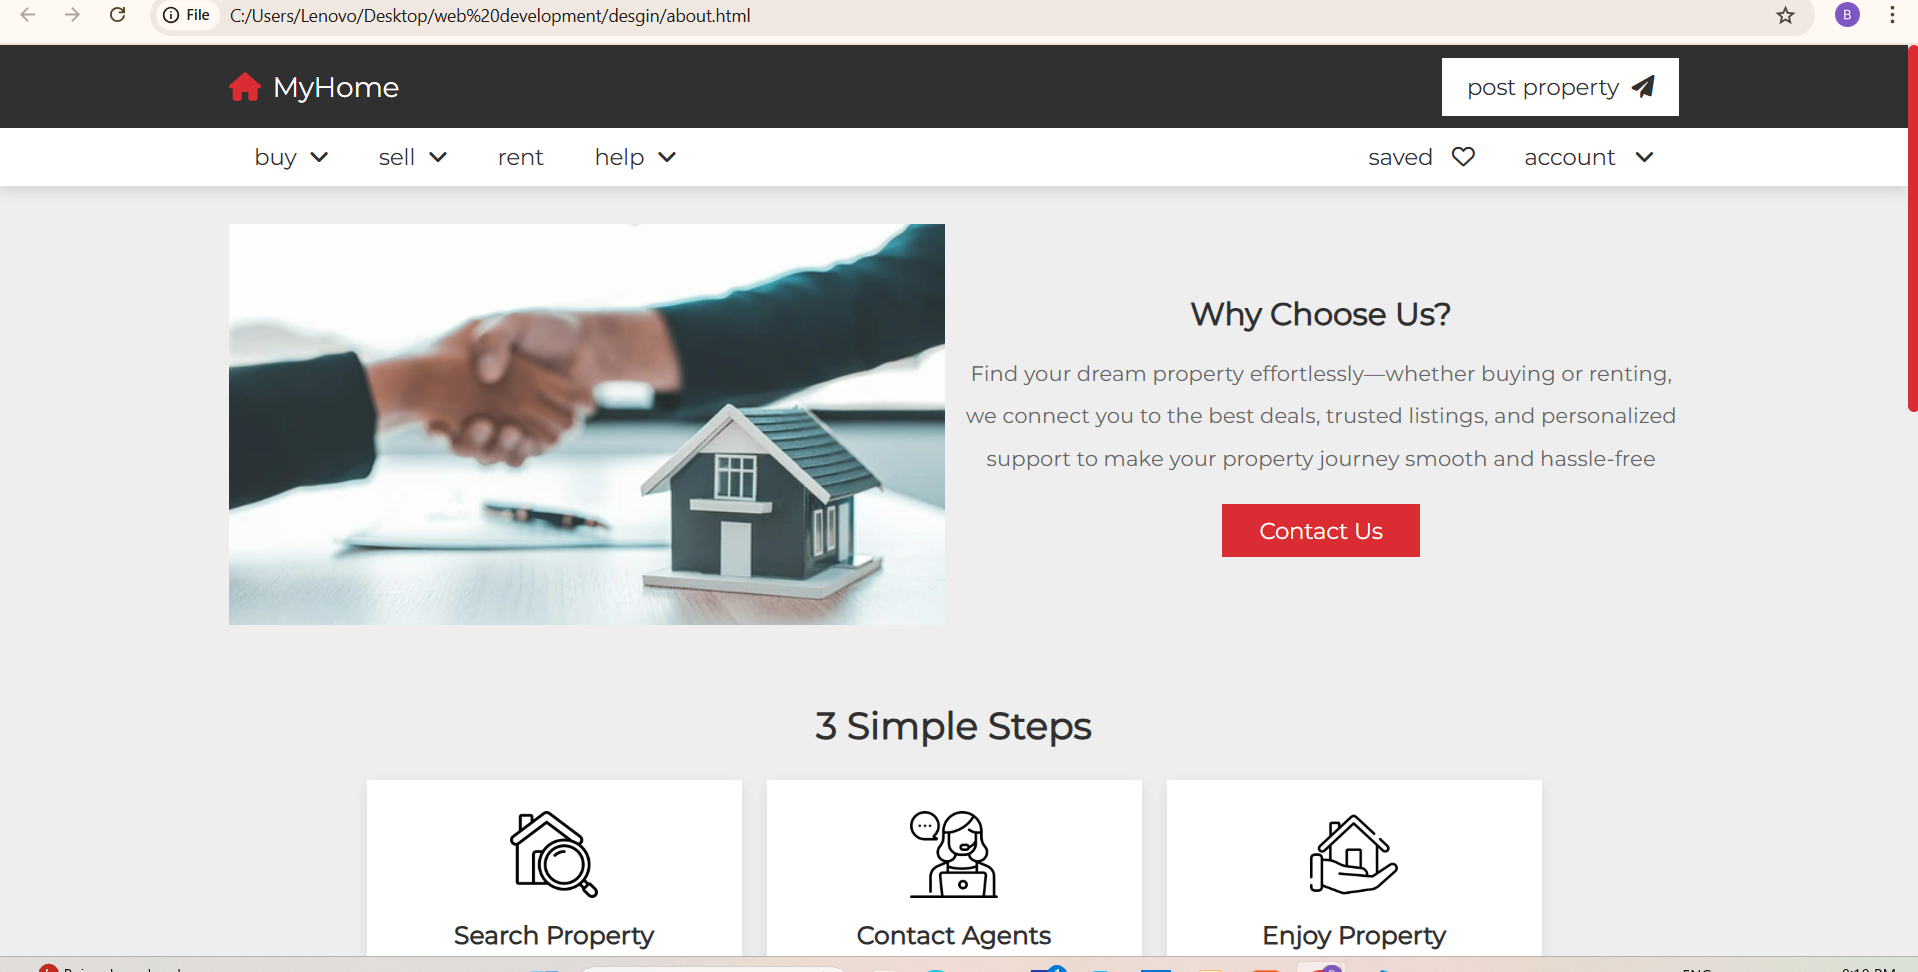 File C:/Users/Lenovo/Desktop/web%20development/desgin/about.html
B
MyHome
post property
buy sell rent help saved account
Why Choose Us?
Find your dream property effortlessly—whether buying or renting,
we connect you to the best deals, trusted listings, and personalized
support to make your property journey smooth and hassle-free
Contact Us
3 Simple Steps
Search Property Contact Agents Enjoy Property